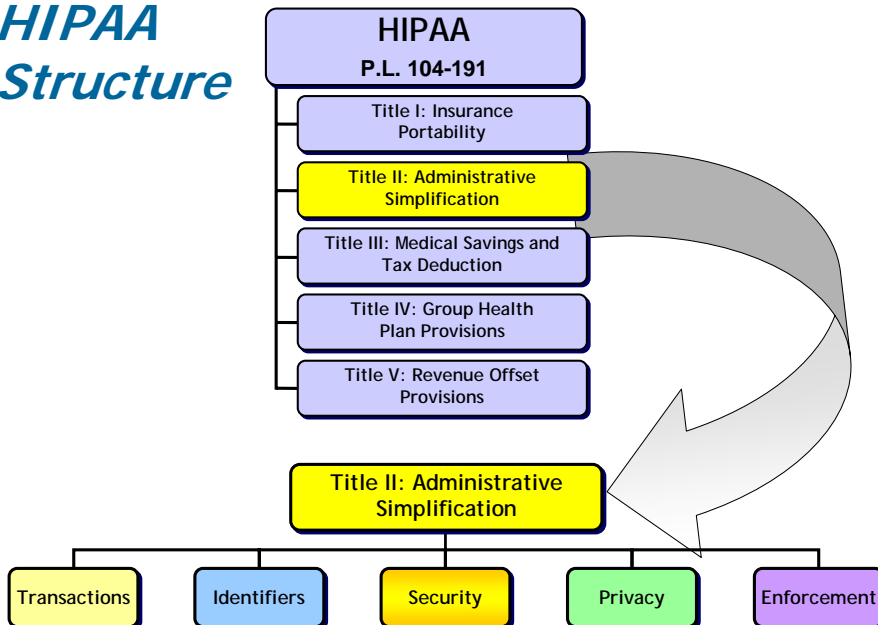 HIPAA
Structure
HIPAA
P.L. 104-191
Title I: Insurance
Portability
Title II: Administrative
Simplification
Title III: Medical Savings and
Tax Deduction
Title IV: Group Health
Plan Provisions
Title V: Revenue Offset
Provisions
Title II: Administrative
Simplification
Transactions
Identifiers
Security
Privacy
Enforcement